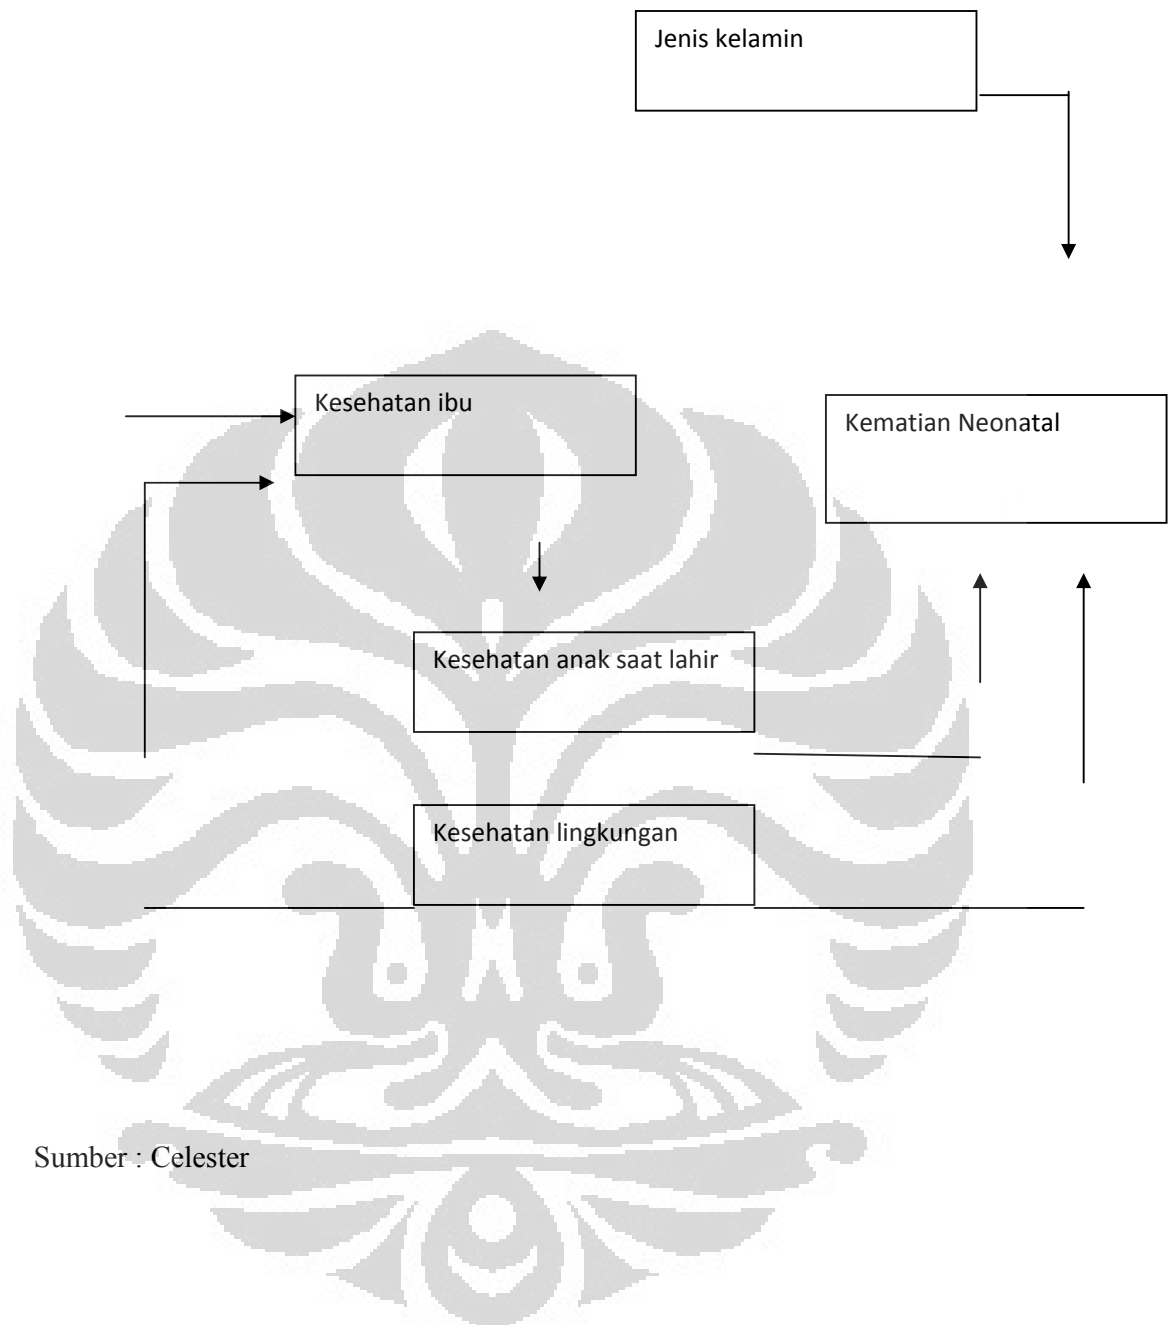 Jenis kelamin
Kesehatan ibu
Kematian Neonatal
Kesehatan anak saat lahir
Kesehatan lingkungan
Sumber : Celester